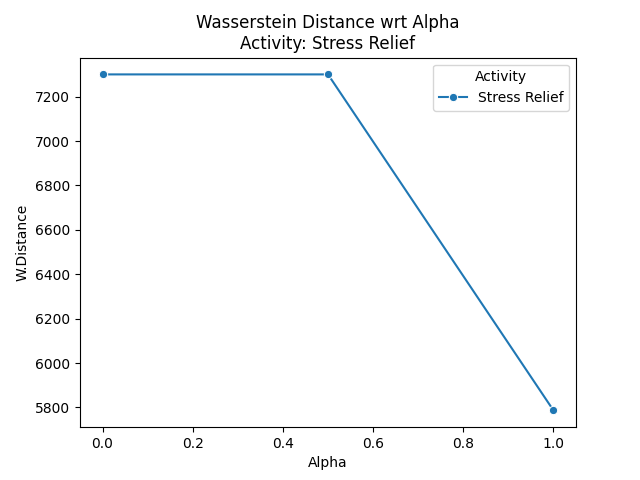 Wasserstein Distance wrt Alpha
Activity: Stress Relief
Activity
Stress Relief
W.Distance
7200
7000
6800
6600
6400
6200
6000
5800
0.0 0.2 0.4 0.6 0.8 1.0
Alpha